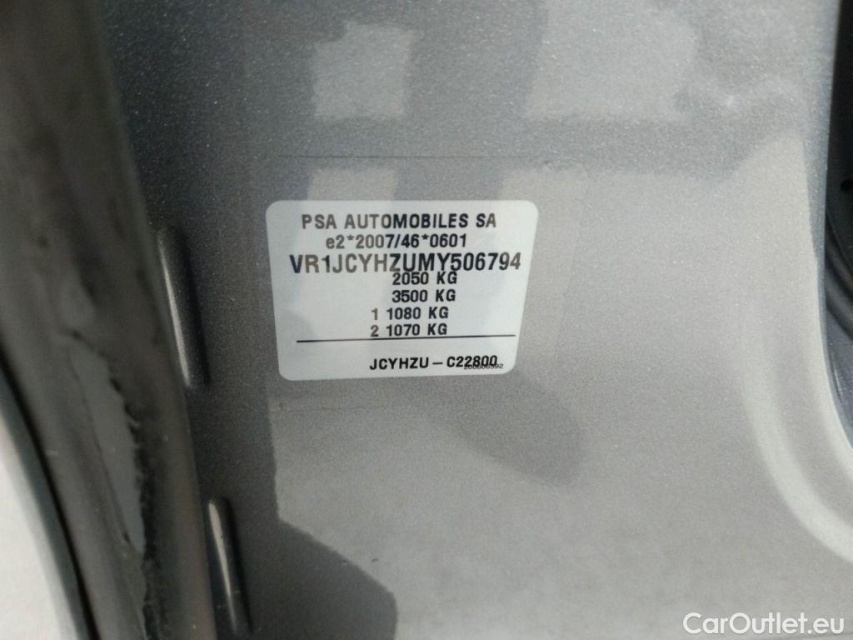 PSA AUTOMOBILES SA
e2*2007/46*0601
VR1JCYHZUMY506794
2050 KG
3500 KG
1 1080 KG
2 1070 KG
JCYHZU - C22800
CarOutlet.eu